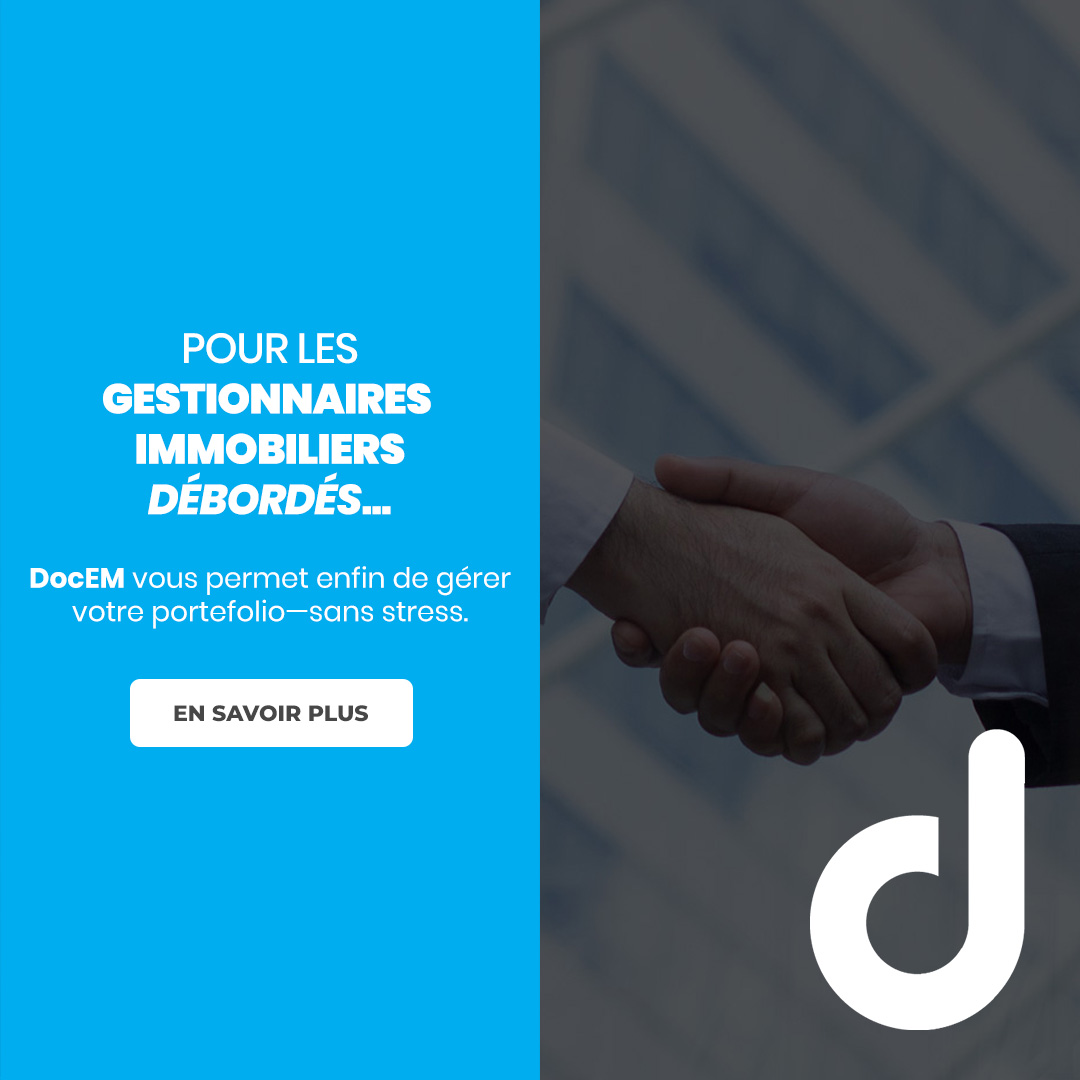 POUR LES
GESTIONNAIRES
IMMOBILIERS
DÉBORDÉS...
DocEM vous permet enfin de gérer
votre portefolio—sans stress.
EN SAVOIR PLUS